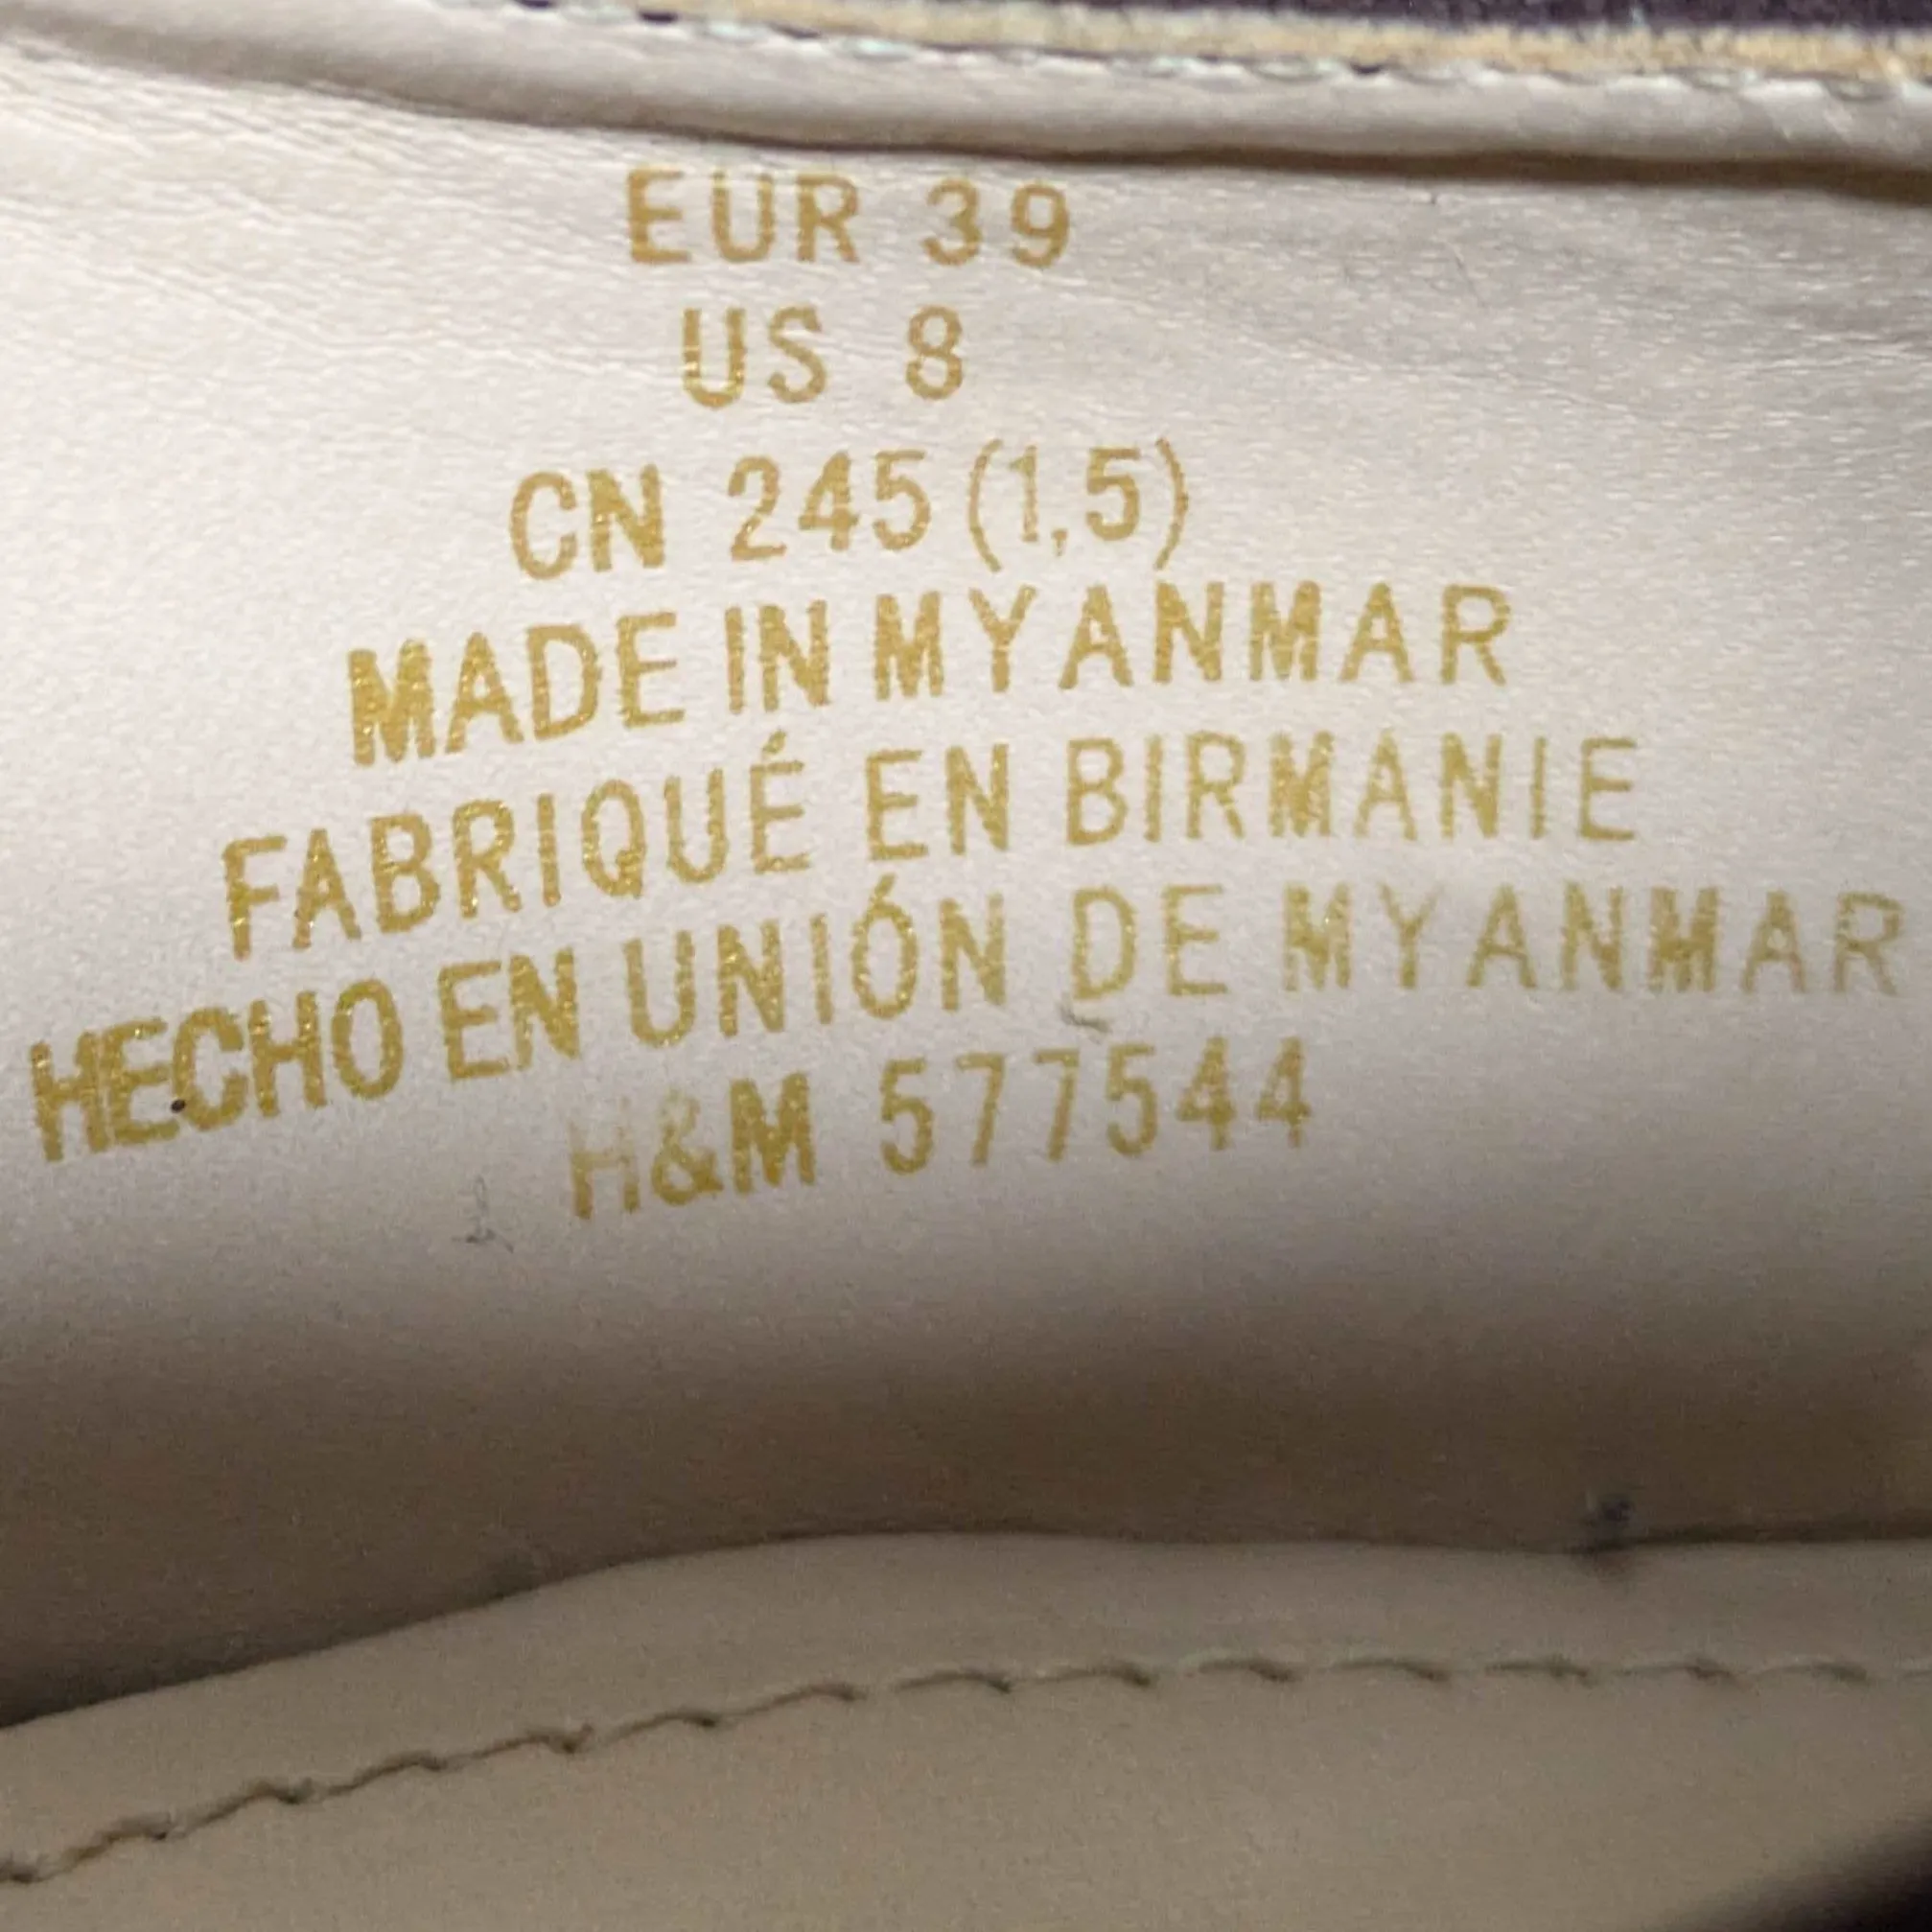 EUR 39
US 8
CN 245 (1,5)
MADE IN MYANMAR
FABRIQUÉ EN BIRMANIE
HECHO EN UNIÓN DE MYANMAR
H&M 577544